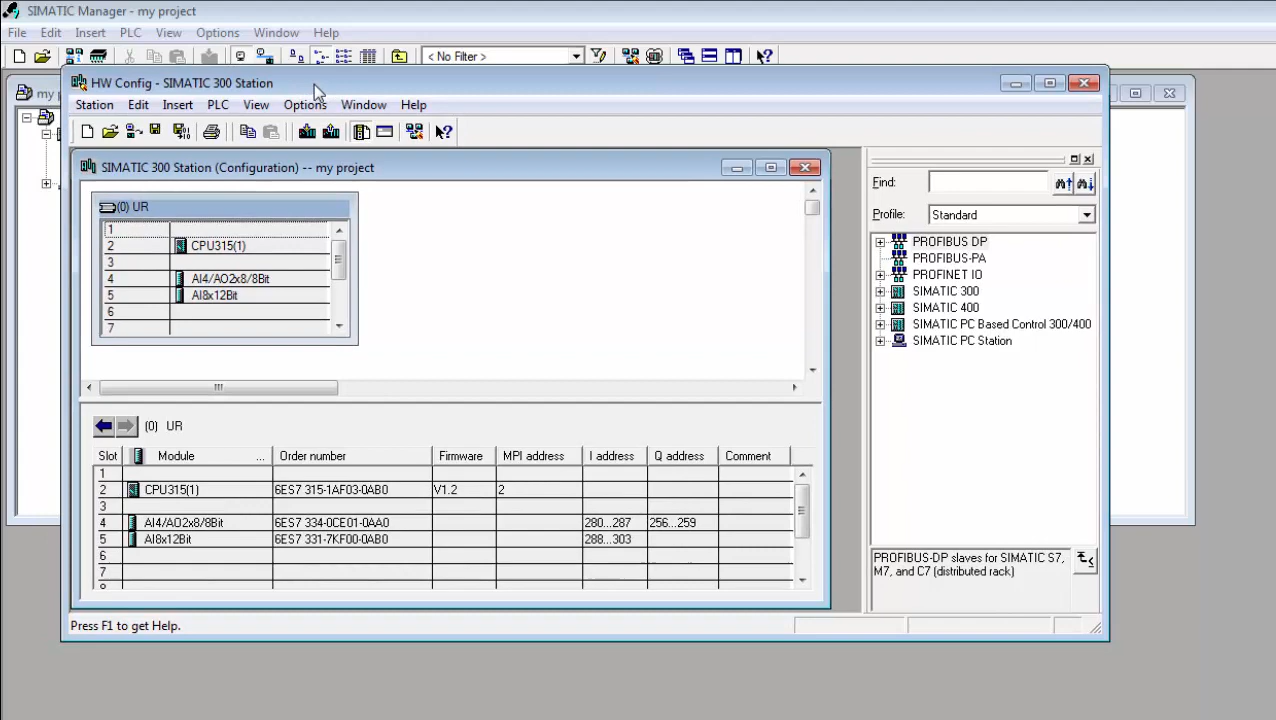 SIMATIC Manager - my project
File Edit Insert PLC View Options Window Help
< No Filter >
my p
HW Config - SIMATIC 300 Station
Station Edit Insert PLC View Options Window Help
SIMATIC 300 Station (Configuration) -- my project
(0) UR
1
2 CPU315(1)
3
4 AI4/AO2x8/8Bit
5 AI8x12Bit
6
7
Find:
Profile: Standard
PROFIBUS DP
PROFIBUS-PA
PROFINET IO
SIMATIC 300
SIMATIC 400
SIMATIC PC Based Control 300/400
SIMATIC PC Station
(0) UR
Slot Module ... Order number Firmware MPI address I address Q address Comment
1
2 CPU315(1) 6ES7 315-1AF03-0AB0 V1.2 2
3
4 AI4/AO2x8/8Bit 6ES7 334-0CE01-0AA0 280...287 256...259
5 AI8x12Bit 6ES7 331-7KF00-0AB0 288...303
6
7
8
PROFIBUS-DP slaves for SIMATIC S7,
M7, and C7 (distributed rack)
Press F1 to get Help.